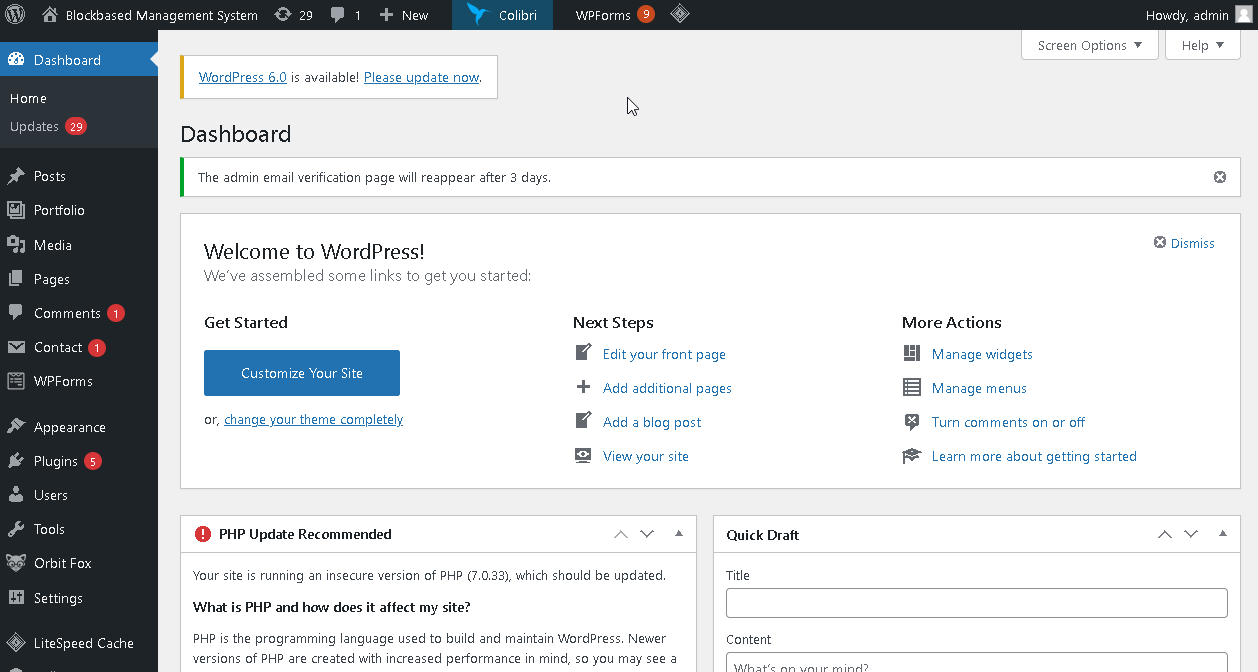 Blockbased Management System 29 1 New Colibri WPForms 9 Howdy, admin
Screen Options Help
Dashboard
Home
Updates 29
Posts
Portfolio
Media
Pages
Comments 1
Contact 1
WPForms
Appearance
Plugins 5
Users
Tools
Orbit Fox
Settings
LiteSpeed Cache
WordPress 6.0 is available! Please update now.
Dashboard
The admin email verification page will reappear after 3 days.
Welcome to WordPress!
Dismiss
We've assembled some links to get you started:
Get Started
Customize Your Site
or, change your theme completely
Next Steps
Edit your front page
Add additional pages
Add a blog post
View your site
More Actions
Manage widgets
Manage menus
Turn comments on or off
Learn more about getting started
PHP Update Recommended
Your site is running an insecure version of PHP (7.0.33), which should be updated.
What is PHP and how does it affect my site?
PHP is the programming language used to build and maintain WordPress. Newer
versions of PHP are created with increased performance in mind, so you may see a
Quick Draft
Title
Content
What's on your mind?